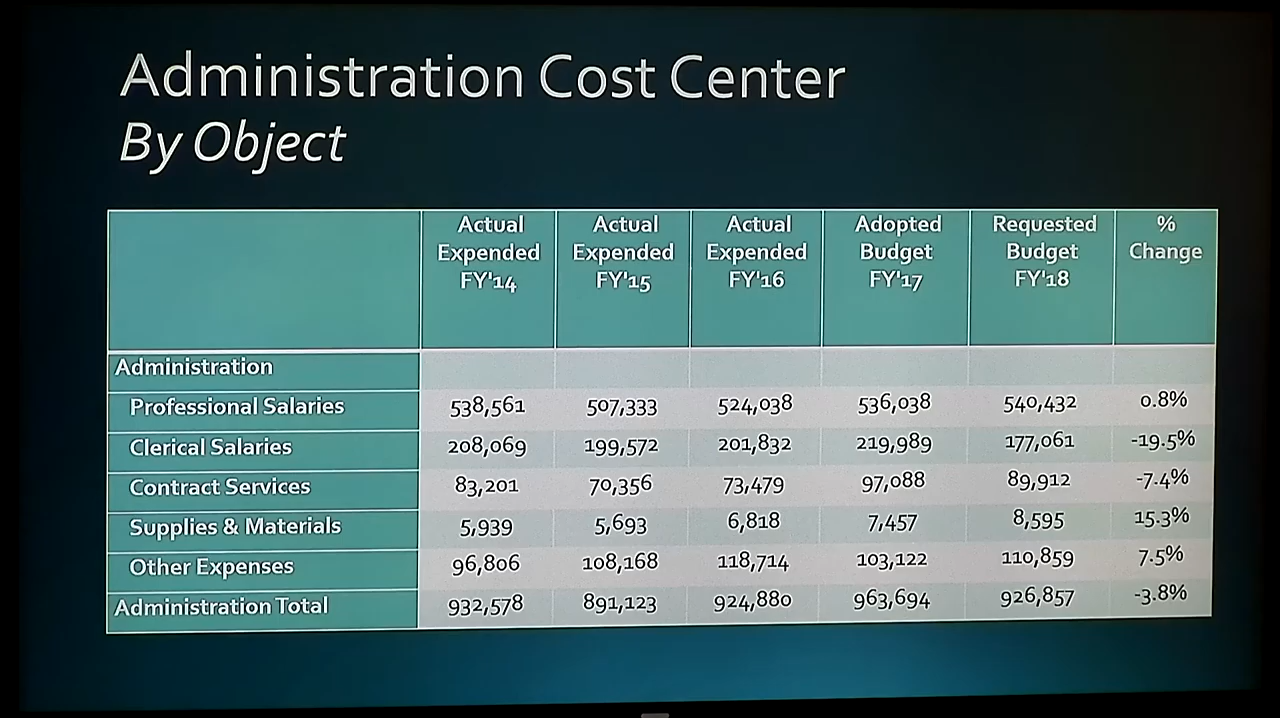 Administration Cost Center
By Object
Actual Expended FY'14 Actual Expended FY'15 Actual Expended FY'16 Adopted Budget FY'17 Requested Budget FY'18 % Change
Administration
Professional Salaries 538,561 507,333 524,038 536,038 540,432 0.8%
Clerical Salaries 208,069 199,572 201,832 219,989 177,061 -19.5%
Contract Services 83,201 70,356 73,479 97,088 89,912 -7.4%
Supplies & Materials 5,939 5,693 6,818 7,457 8,595 15.3%
Other Expenses 96,806 108,168 118,714 103,122 110,859 7.5%
Administration Total 932,578 891,123 924,880 963,694 926,857 -3.8%